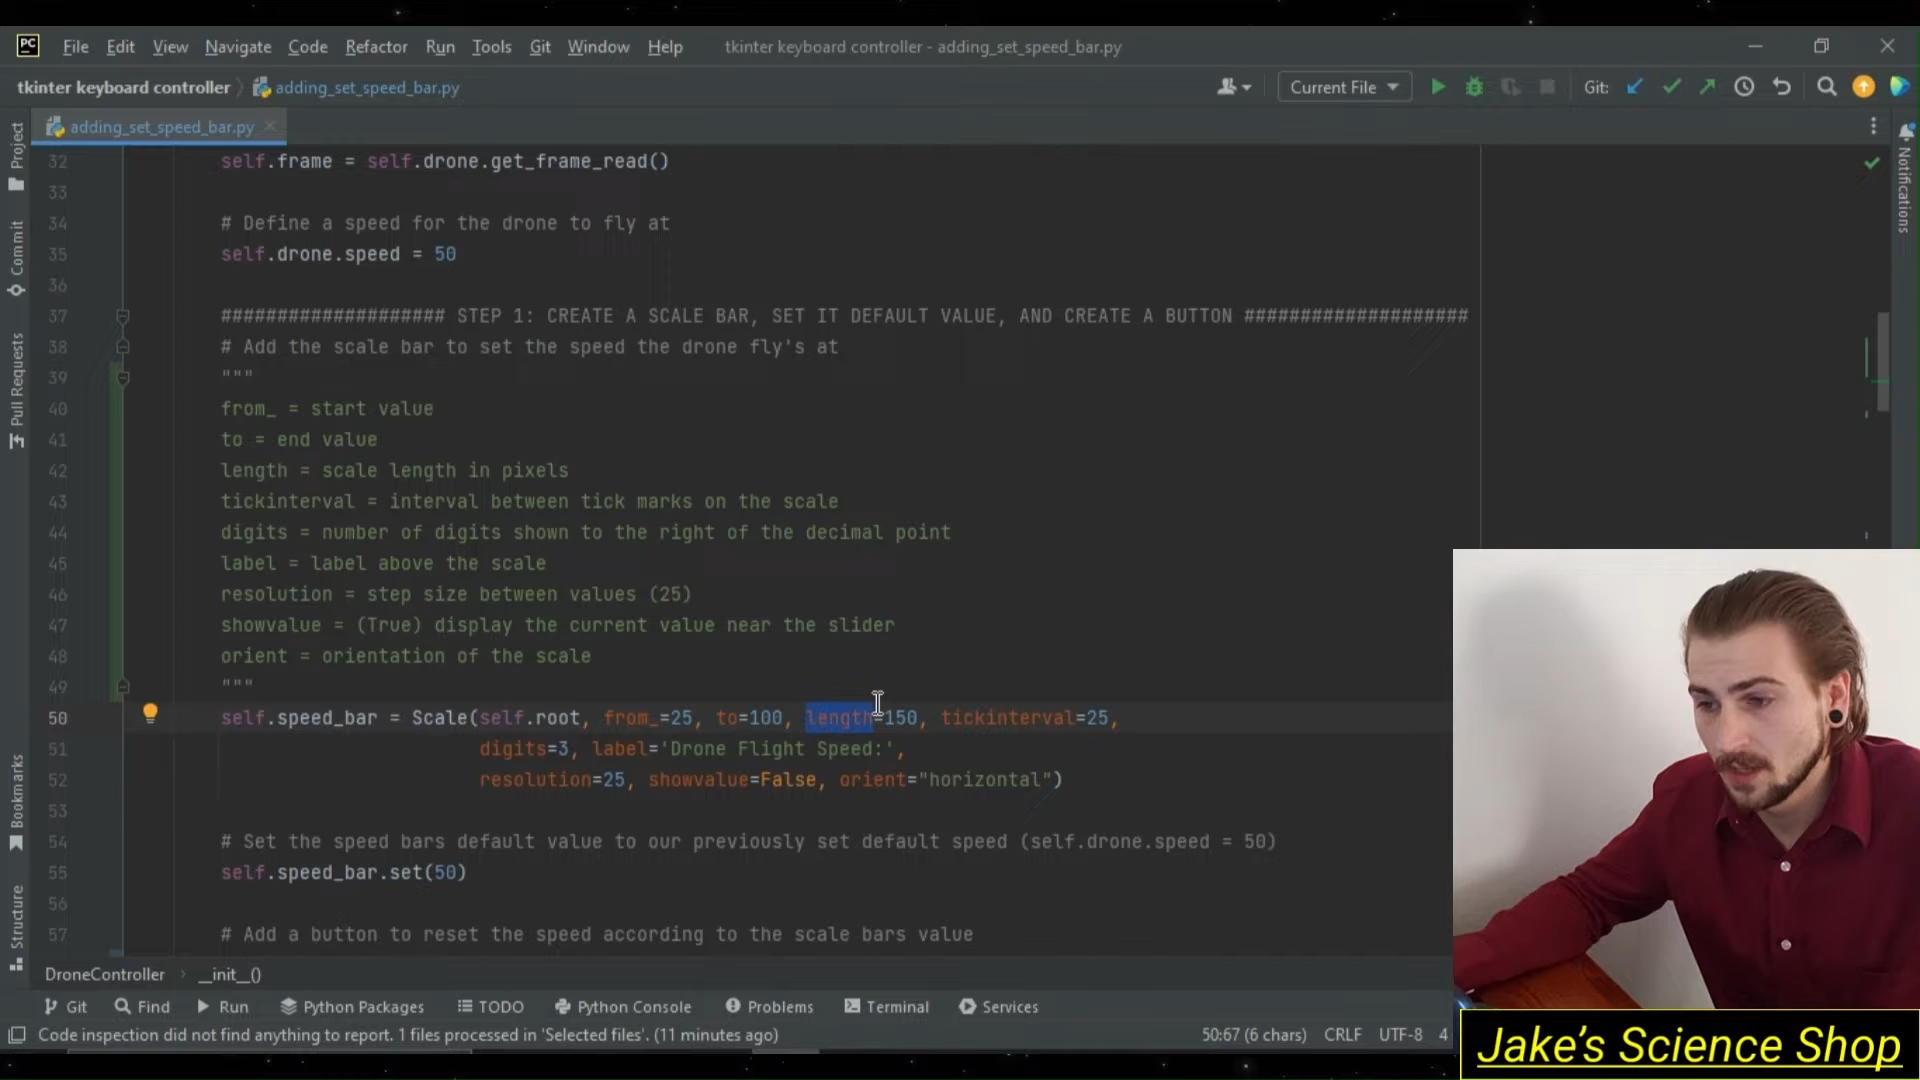 PC File Edit View Navigate Code Refactor Run Tools Git Window Help tkinter keyboard controller - adding_set_speed_bar.py
tkinter keyboard controller adding_set_speed_bar.py Current File Git:
adding_set_speed_bar.py
Project
Commit
Pull Requests
Bookmarks
Structure
Notifications
32 self.frame = self.drone.get_frame_read()
33
34 # Define a speed for the drone to fly at
35 self.drone.speed = 50
36
37 #################### STEP 1: CREATE A SCALE BAR, SET IT DEFAULT VALUE, AND CREATE A BUTTON ####################
38 # Add the scale bar to set the speed the drone fly's at
39 """
40 from_ = start value
41 to = end value
42 length = scale length in pixels
43 tickinterval = interval between tick marks on the scale
44 digits = number of digits shown to the right of the decimal point
45 label = label above the scale
46 resolution = step size between values (25)
47 showvalue = (True) display the current value near the slider
48 orient = orientation of the scale
49 """
50 self.speed_bar = Scale(self.root, from_=25, to=100, length=150, tickinterval=25,
51 digits=3, label='Drone Flight Speed:',
52 resolution=25, showvalue=False, orient="horizontal")
53
54 # Set the speed bars default value to our previously set default speed (self.drone.speed = 50)
55 self.speed_bar.set(50)
56
57 # Add a button to reset the speed according to the scale bars value
DroneController __init__()
Git Find Run Python Packages TODO Python Console Problems Terminal Services
Code inspection did not find anything to report. 1 files processed in 'Selected files'. (11 minutes ago) 50:67 (6 chars) CRLF UTF-8 4
Jake's Science Shop